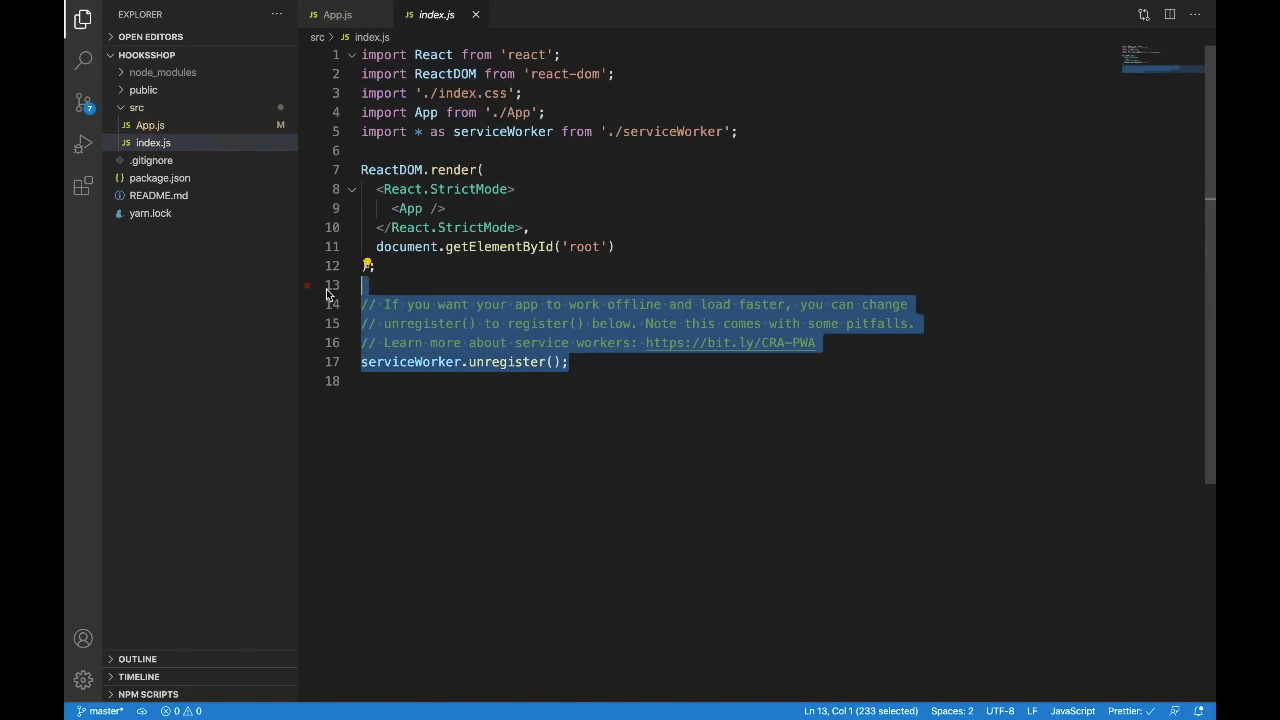 EXPLORER
···
OPEN EDITORS
HOOKSSHOP
node_modules
public
src
JS App.js M
JS index.js
.gitignore
{} package.json
README.md
yarn.lock
OUTLINE
TIMELINE
NPM SCRIPTS
7
JS App.js
JS index.js
···
src > JS index.js
1 import React from 'react';
2 import ReactDOM from 'react-dom';
3 import './index.css';
4 import App from './App';
5 import * as serviceWorker from './serviceWorker';
6
7 ReactDOM.render(
8 <React.StrictMode>
9 <App />
10 </React.StrictMode>,
11 document.getElementById('root')
12 );
13
14 // If you want your app to work offline and load faster, you can change
15 // unregister() to register() below. Note this comes with some pitfalls.
16 // Learn more about service workers: https://bit.ly/CRA-PWA
17 serviceWorker.unregister();
18
master* 0 0 Ln 13, Col 1 (233 selected) Spaces: 2 UTF-8 LF JavaScript Prettier: ✓